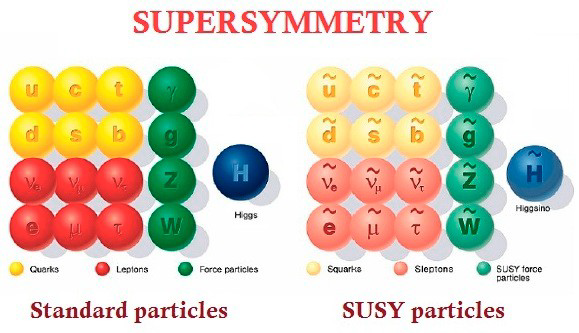 SUPERSYMMETRY
u c t γ ũ c̃ t̃ γ̃
d s b g d̃ s̃ b̃ g̃
H H̃
νe νμ ντ Z ν̃e ν̃μ ν̃τ Z̃
Higgs Higgsino
e μ τ W ẽ μ̃ τ̃ W̃
Quarks Leptons Force particles Squarks Sleptons SUSY force particles
Standard particles SUSY particles